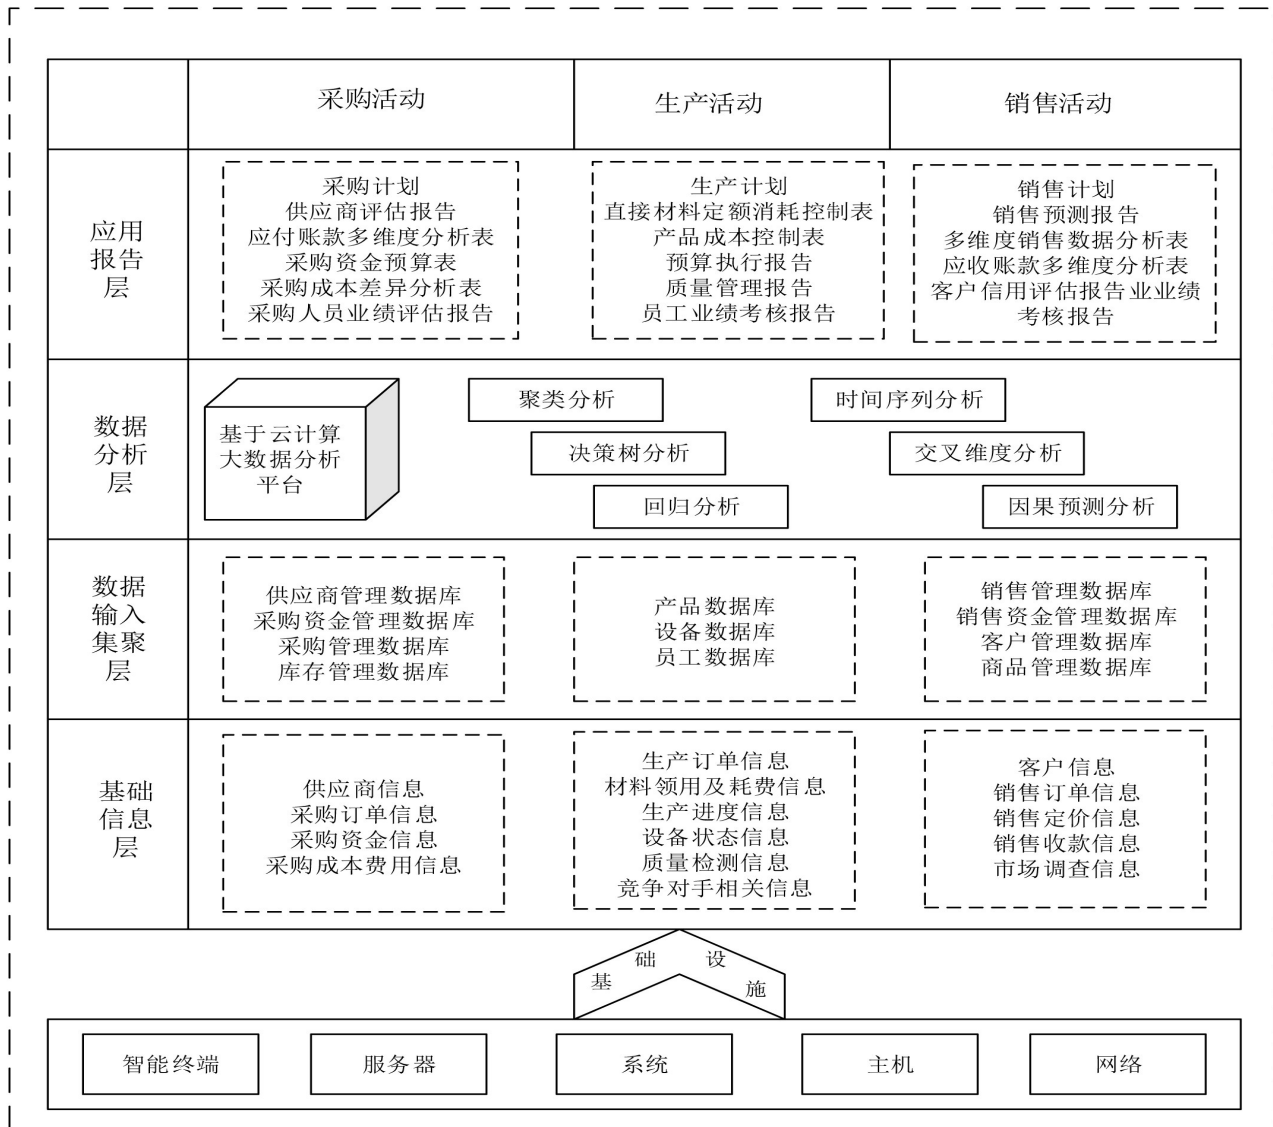 采购活动
生产活动
销售活动
应用
报告
层
采购计划
供应商评估报告
应付账款多维度分析表
采购资金预算表
采购成本差异分析表
采购人员业绩评估报告
生产计划
直接材料定额消耗控制表
产品成本控制表
预算执行报告
质量管理报告
员工业绩考核报告
销售计划
销售预测报告
多维度销售数据分析表
应收账款多维度分析表
客户信用评估报告业业绩
考核报告
数据
分析
层
基于云计算
大数据分析
平台
聚类分析
决策树分析
回归分析
时间序列分析
交叉维度分析
因果预测分析
数据
输入
集聚
层
供应商管理数据库
采购资金管理数据库
采购管理数据库
库存管理数据库
产品数据库
设备数据库
员工数据库
销售管理数据库
销售资金管理数据库
客户管理数据库
商品管理数据库
基础
信息
层
供应商信息
采购订单信息
采购资金信息
采购成本费用信息
生产订单信息
材料领用及耗费信息
生产进度信息
设备状态信息
质量检测信息
竞争对手相关信息
客户信息
销售订单信息
销售定价信息
销售收款信息
市场调查信息
基础设施
智能终端
服务器
系统
主机
网络